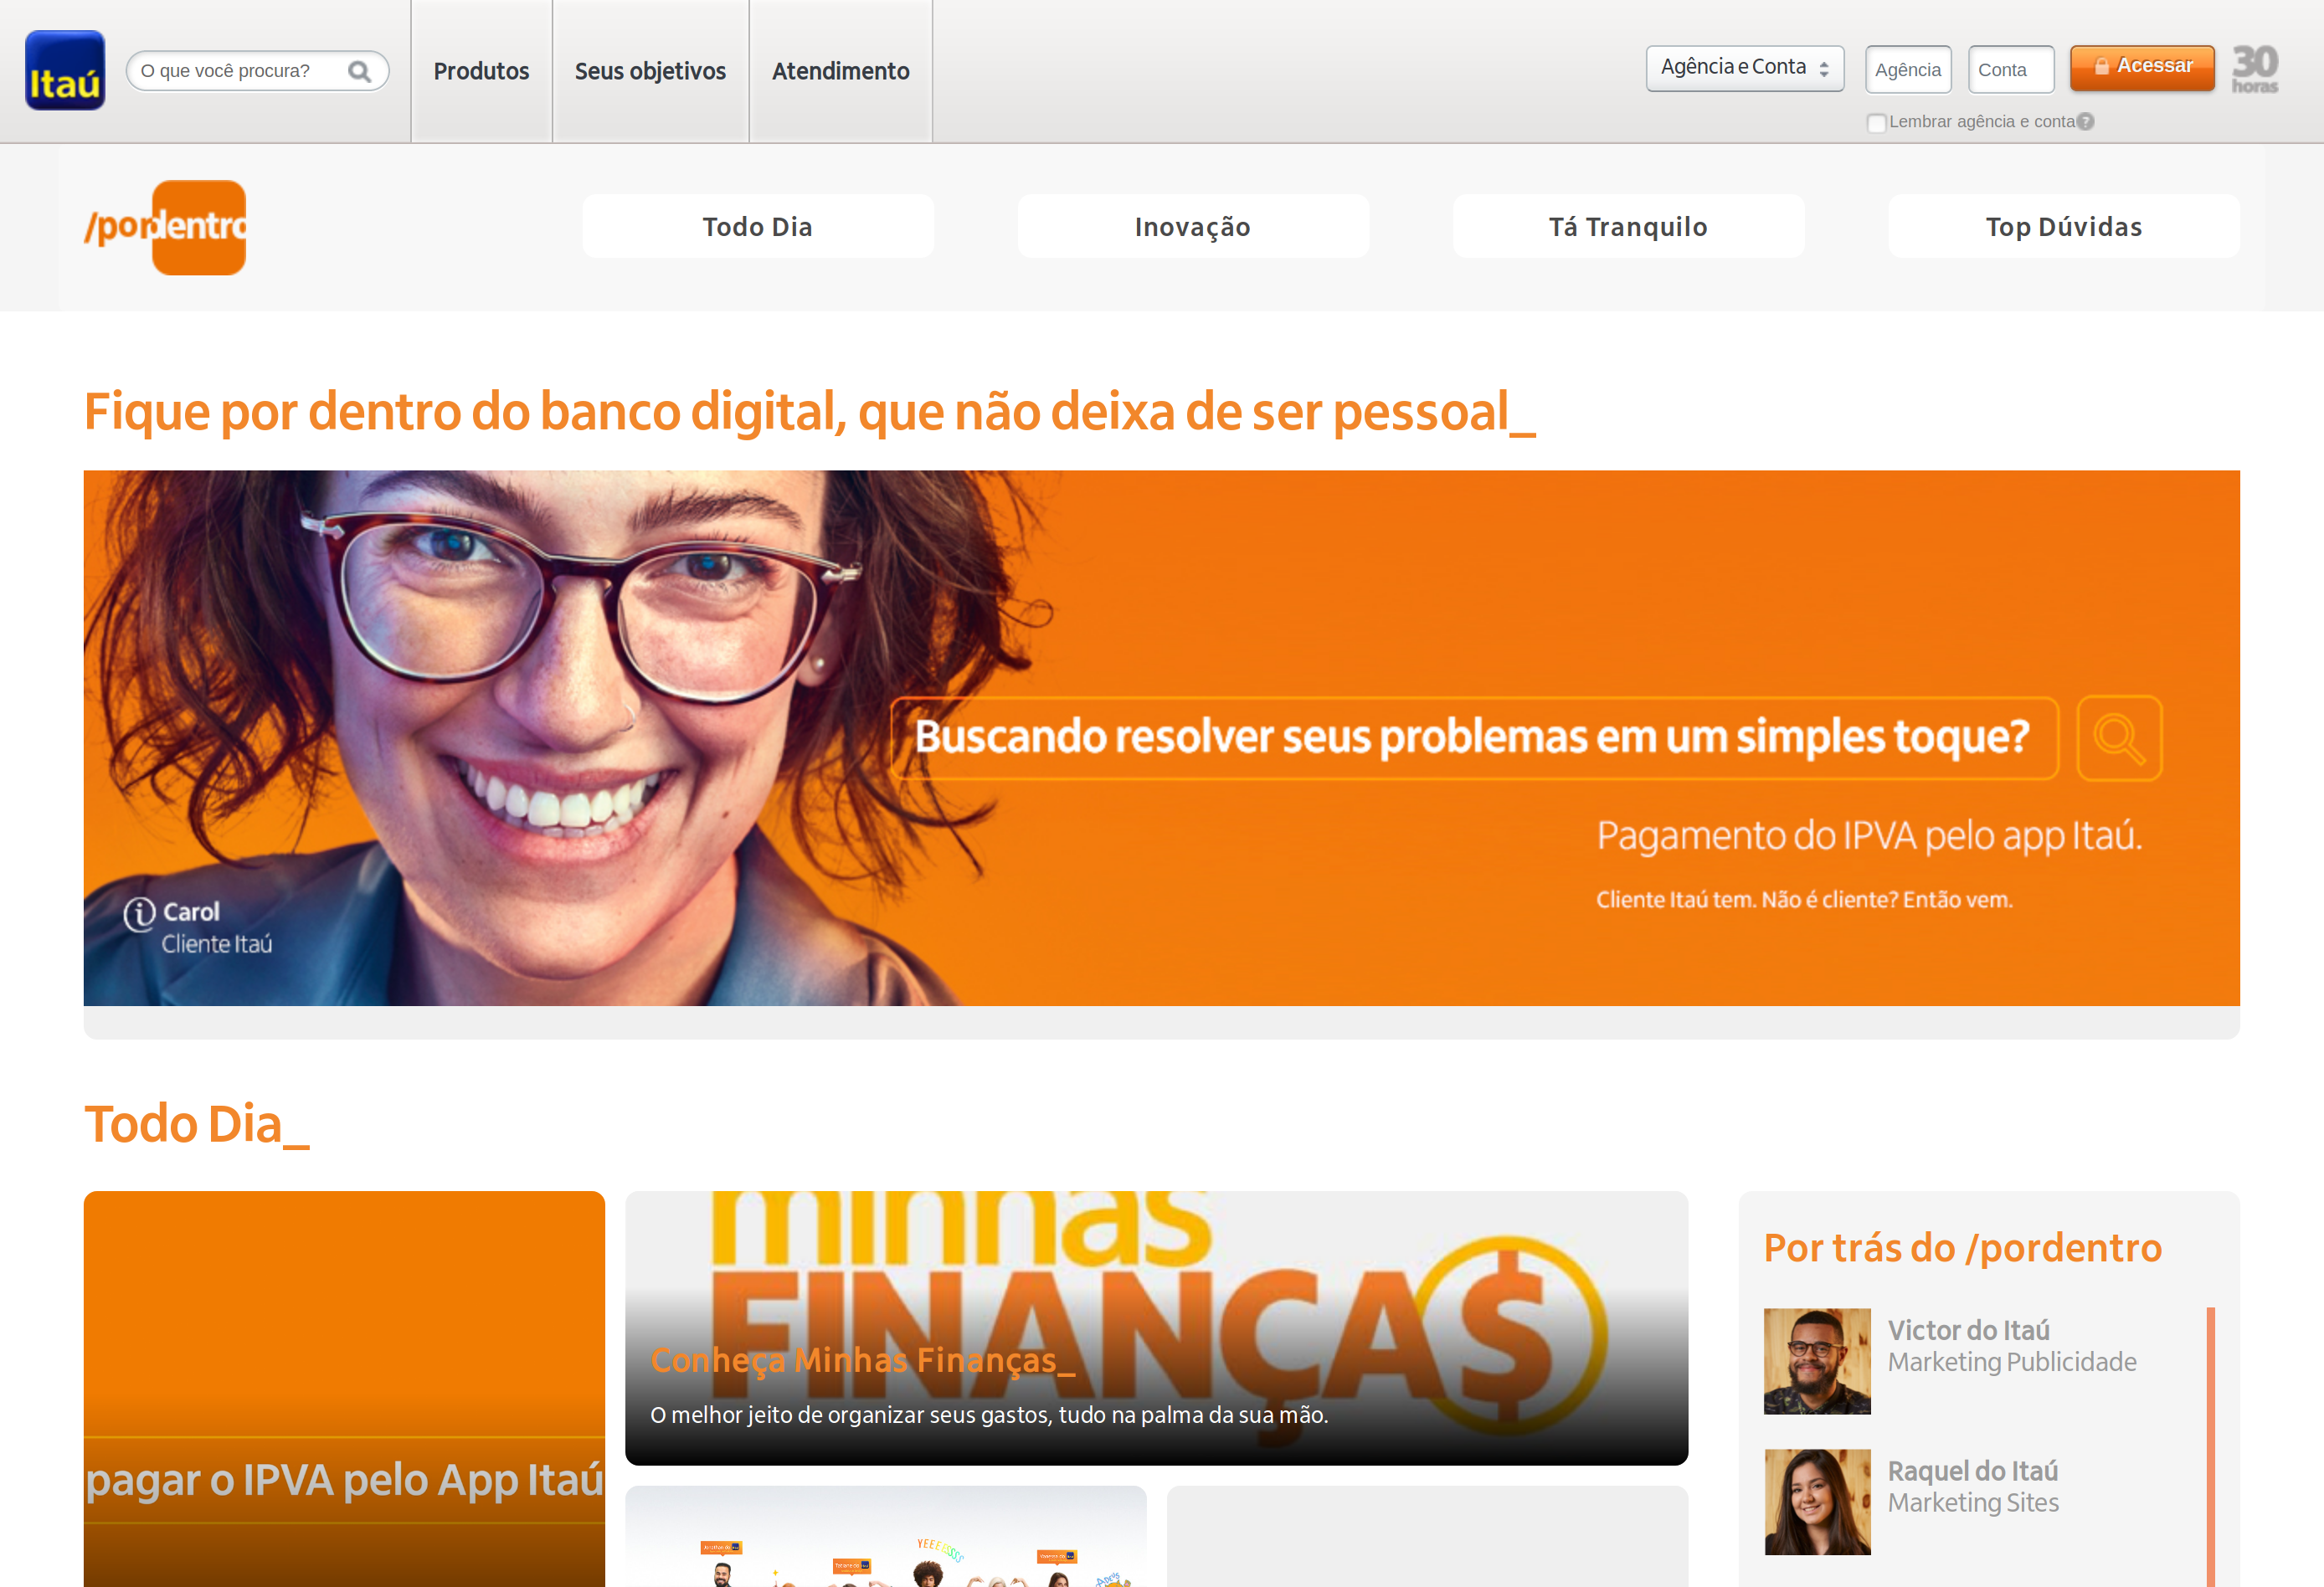 Itaú
O que você procura?
Produtos
Seus objetivos
Atendimento
Agência e Conta
Agência
Conta
Acessar
30
horas
Lembrar agência e conta
?
/pordentro
Todo Dia
Inovação
Tá Tranquilo
Top Dúvidas
Fique por dentro do banco digital, que não deixa de ser pessoal_
Buscando resolver seus problemas em um simples toque?
Pagamento do IPVA pelo app Itaú.
Cliente Itaú tem. Não é cliente? Então vem.
Carol
Cliente Itaú
Todo Dia_
pagar o IPVA pelo App Itaú
minhas
FINANÇA$
Conheça Minhas Finanças_
O melhor jeito de organizar seus gastos, tudo na palma da sua mão.
Por trás do /pordentro
Victor do Itaú
Marketing Publicidade
Raquel do Itaú
Marketing Sites